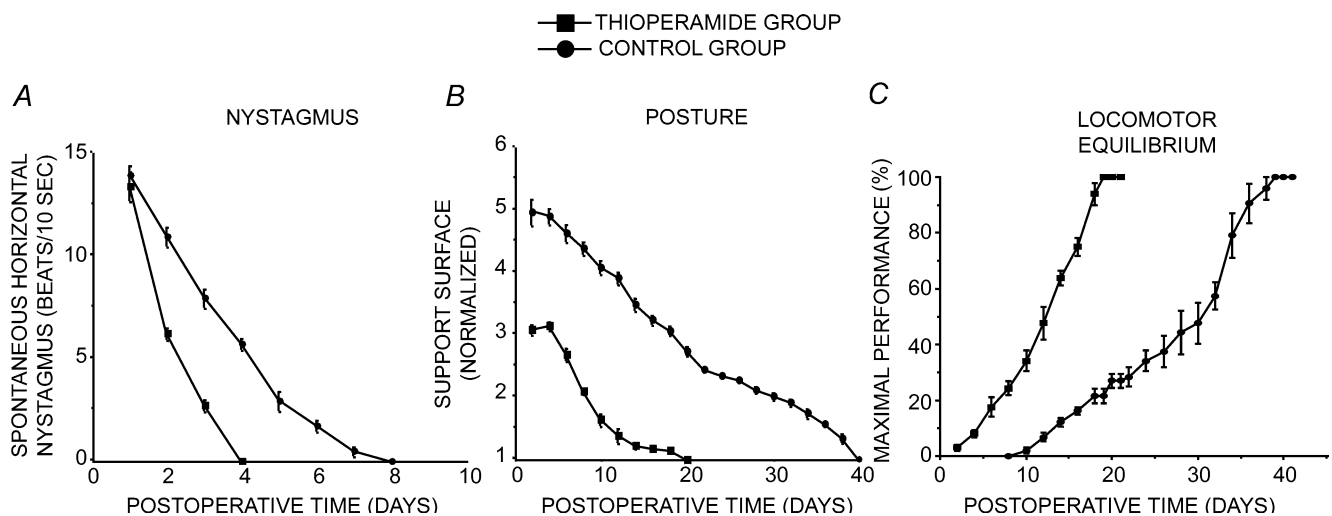 THIOPERAMIDE GROUP
CONTROL GROUP
A
NYSTAGMUS
SPONTANEOUS HORIZONTAL
NYSTAGMUS (BEATS/10 SEC)
15
10
5
0
0
2
4
6
8
10
POSTOPERATIVE TIME (DAYS)
B
POSTURE
SUPPORT SURFACE
(NORMALIZED)
6
5
4
3
2
1
0
10
20
30
40
POSTOPERATIVE TIME (DAYS)
C
LOCOMOTOR
EQUILIBRIUM
MAXIMAL PERFORMANCE (%)
100
80
60
40
20
0
0
10
20
30
40
POSTOPERATIVE TIME (DAYS)